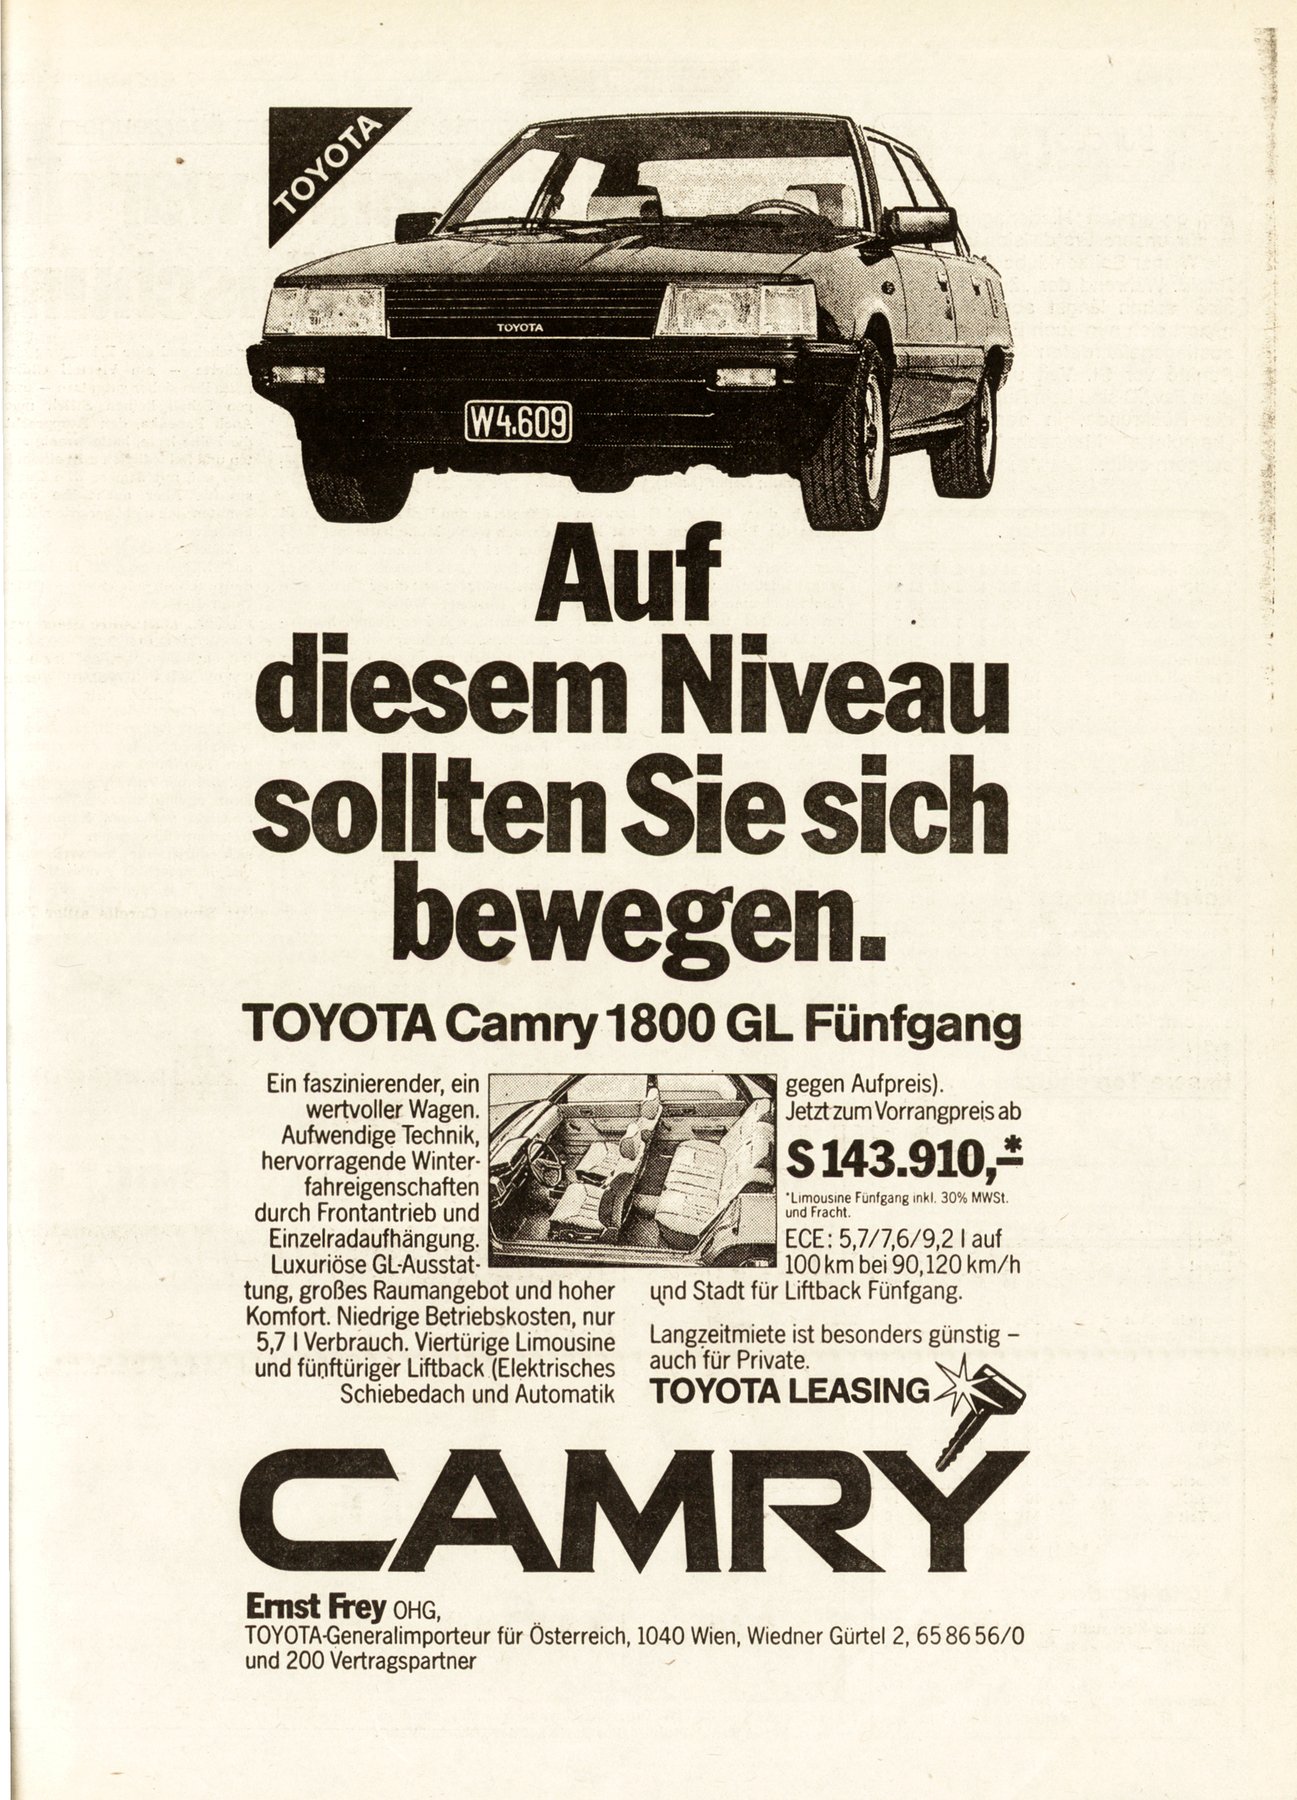 TOYOTA
TOYOTA
W4.609
Auf
diesem Niveau
sollten Sie sich
bewegen.
TOYOTA Camry 1800 GL Fünfgang
Ein faszinierender, ein
wertvoller Wagen.
Aufwendige Technik,
hervorragende Winter-
fahreigenschaften
durch Frontantrieb und
Einzelradaufhängung.
Luxuriöse GL-Ausstat-
tung, großes Raumangebot und hoher
Komfort. Niedrige Betriebskosten, nur
5,7 l Verbrauch. Viertürige Limousine
und fünftüriger Liftback (Elektrisches
Schiebedach und Automatik
gegen Aufpreis).
Jetzt zum Vorrangpreis ab
S 143.910,-*
*Limousine Fünfgang inkl. 30% MWSt.
und Fracht.
ECE: 5,7/7,6/9,2 l auf
100 km bei 90,120 km/h
und Stadt für Liftback Fünfgang.
Langzeitmiete ist besonders günstig –
auch für Private.
TOYOTA LEASING
CAMRY
Ernst Frey OHG,
TOYOTA-Generalimporteur für Österreich, 1040 Wien, Wiedner Gürtel 2, 65 86 56/0
und 200 Vertragspartner